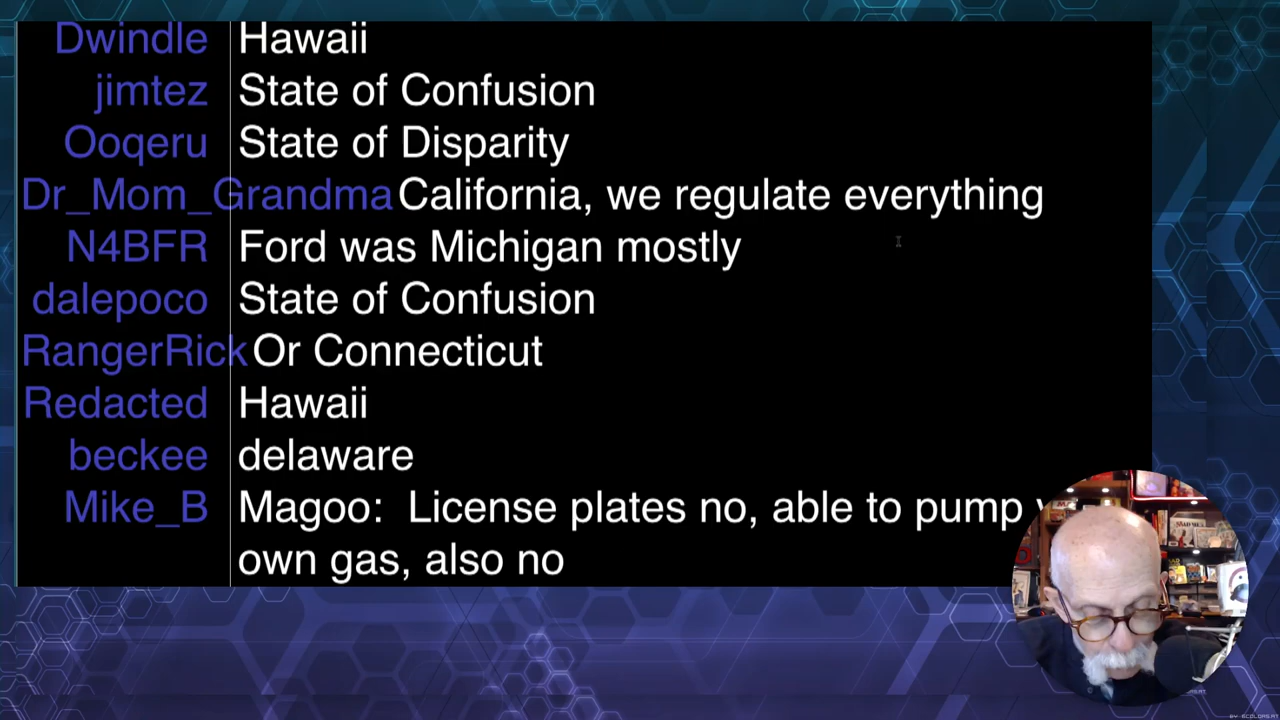 Dwindle Hawaii
jimtez State of Confusion
Ooqeru State of Disparity
Dr_Mom_Grandma California, we regulate everything
N4BFR Ford was Michigan mostly
dalepoco State of Confusion
RangerRick Or Connecticut
Redacted Hawaii
beckee delaware
Mike_B Magoo: License plates no, able to pump
own gas, also no